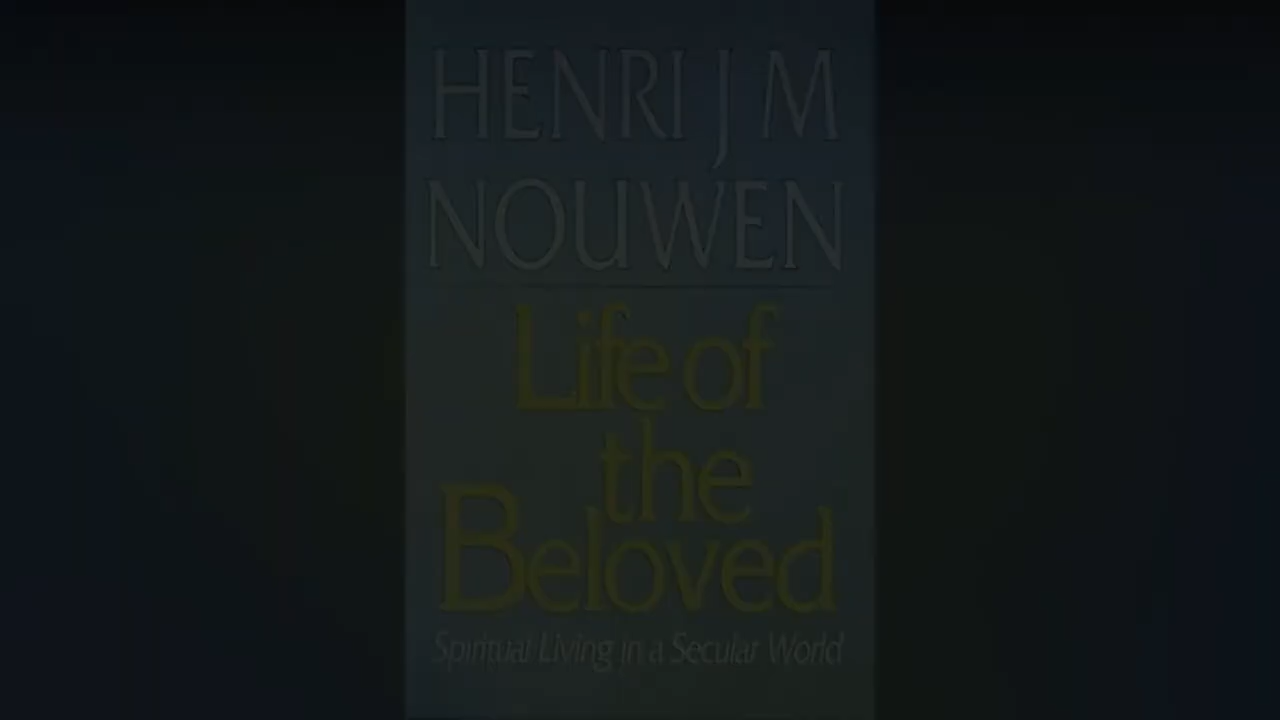 HENRI J M
NOUWEN
Life of
the
Beloved
Spiritual Living in a Secular World